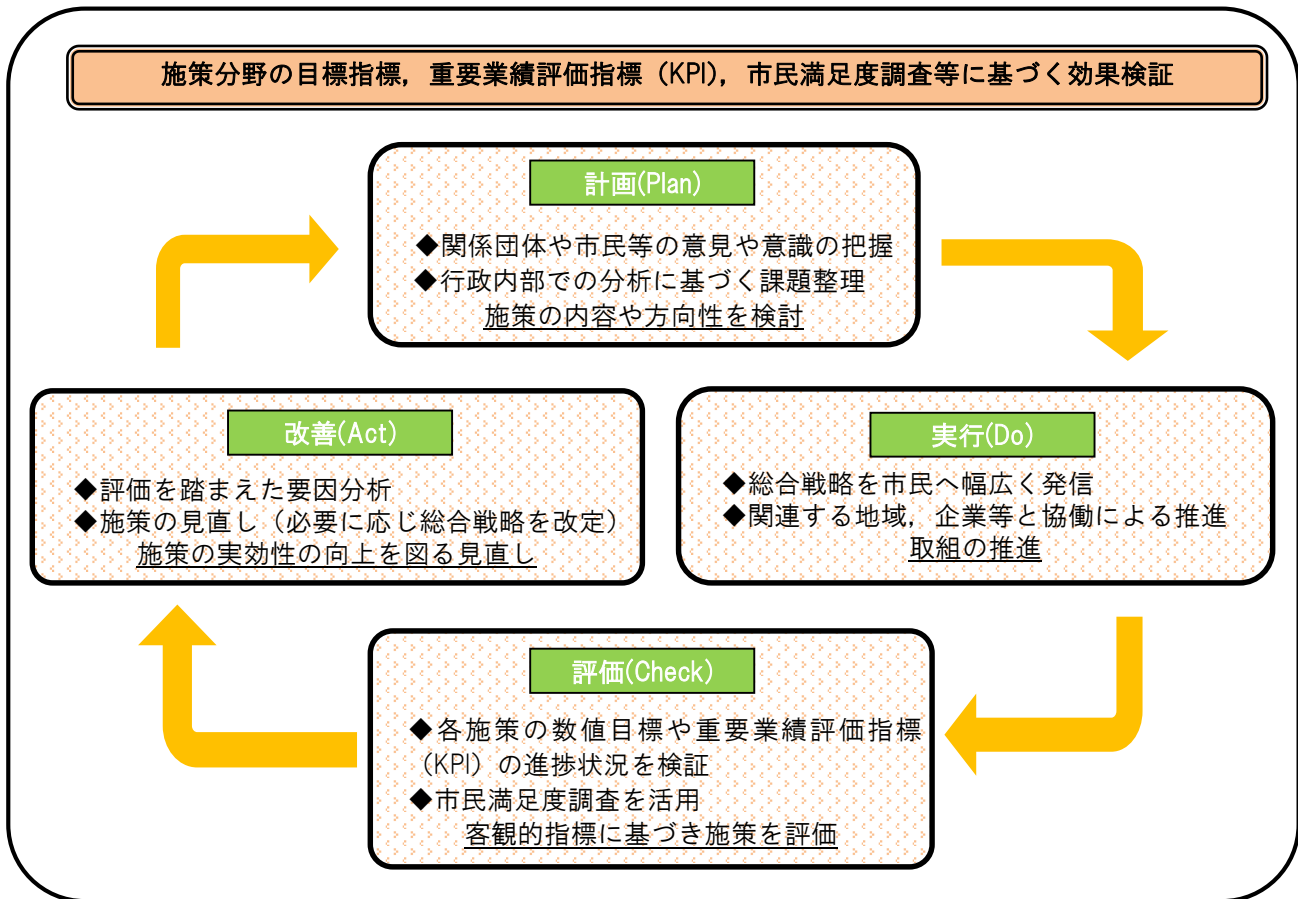 施策分野の目標指標，重要業績評価指標（KPI），市民満足度調査等に基づく効果検証
計画(Plan)
◆関係団体や市民等の意見や意識の把握
◆行政内部での分析に基づく課題整理
施策の内容や方向性を検討
実行(Do)
◆総合戦略を市民へ幅広く発信
◆関連する地域，企業等と協働による推進
取組の推進
評価(Check)
◆各施策の数値目標や重要業績評価指標
（KPI）の進捗状況を検証
◆市民満足度調査を活用
客観的指標に基づき施策を評価
改善(Act)
◆評価を踏まえた要因分析
◆施策の見直し（必要に応じ総合戦略を改定）
施策の実効性の向上を図る見直し